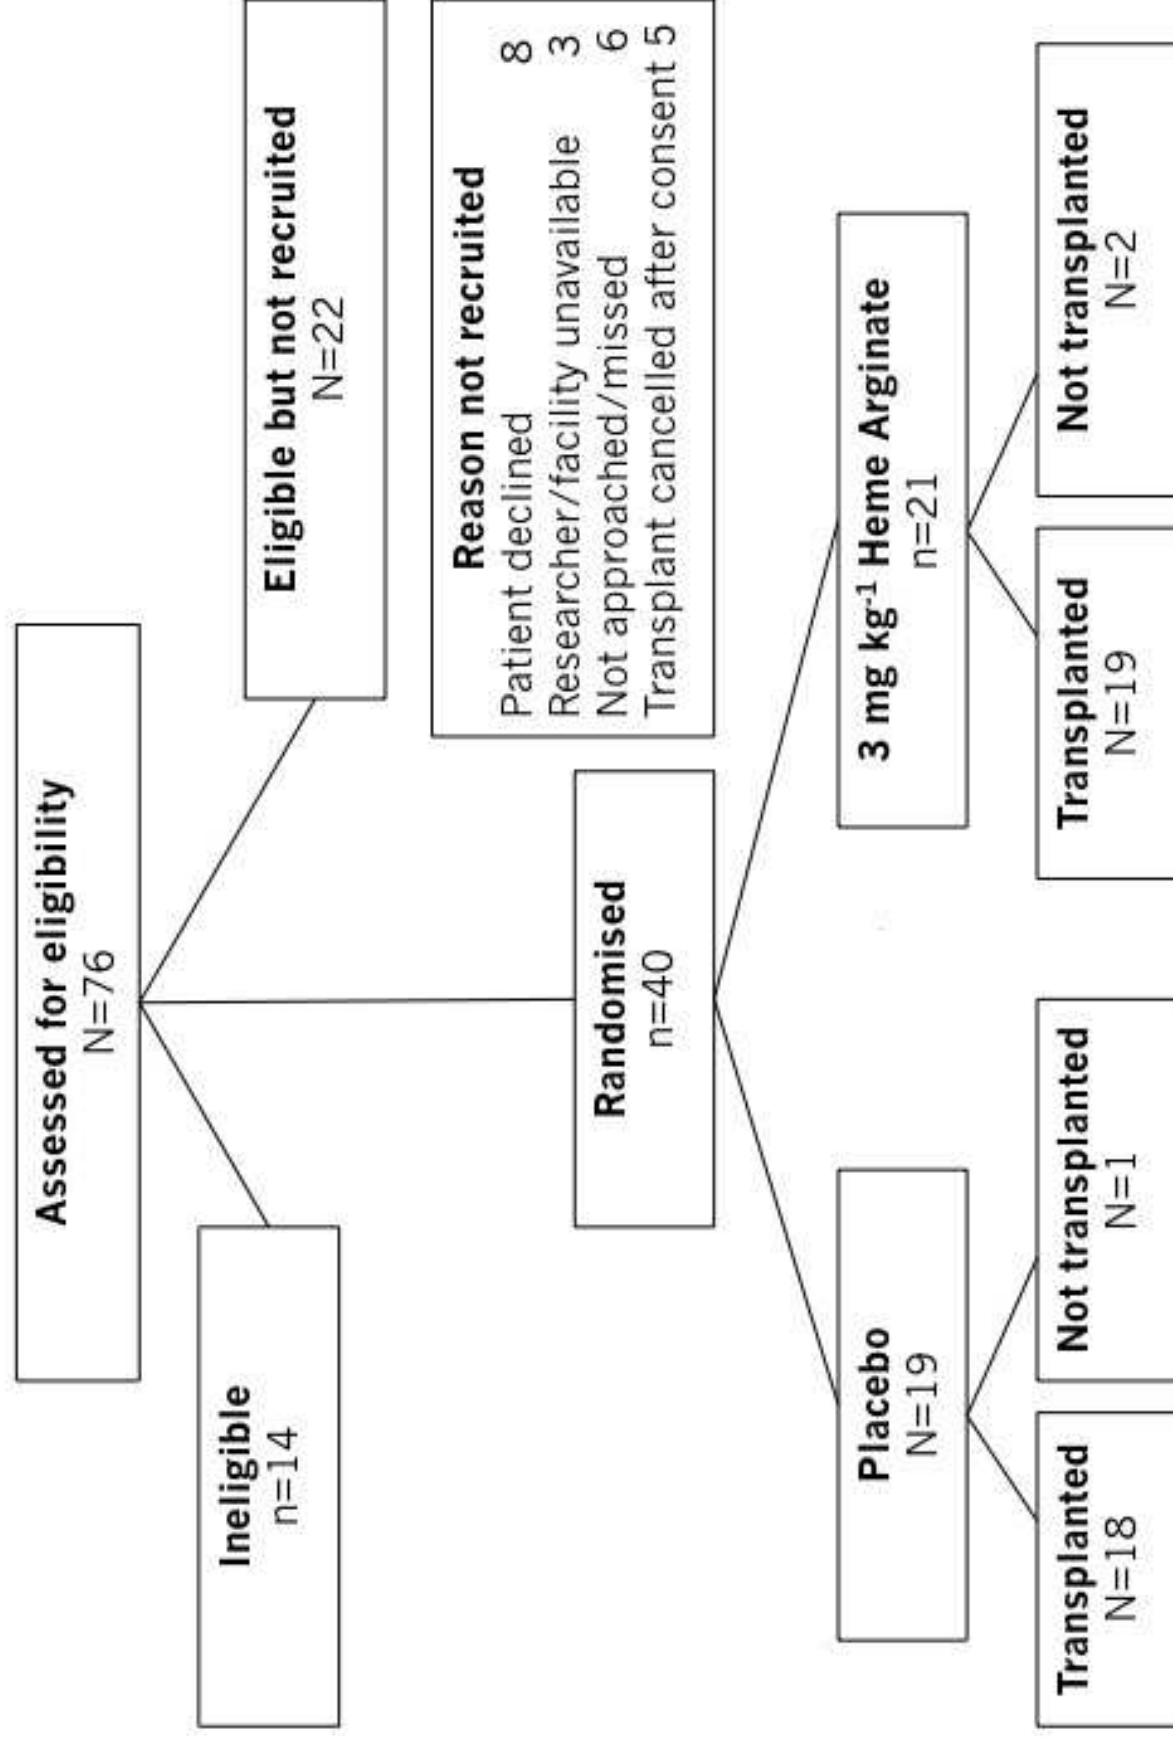 Assessed for eligibility
N=76
Ineligible
n=14
Eligible but not recruited
N=22
Reason not recruited
Patient declined 8
Researcher/facility unavailable 3
Not approached/missed 6
Transplant cancelled after consent 5
Randomised
n=40
Placebo
N=19
3 mg kg⁻¹ Heme Arginate
n=21
Transplanted
N=18
Not transplanted
N=1
Transplanted
N=19
Not transplanted
N=2